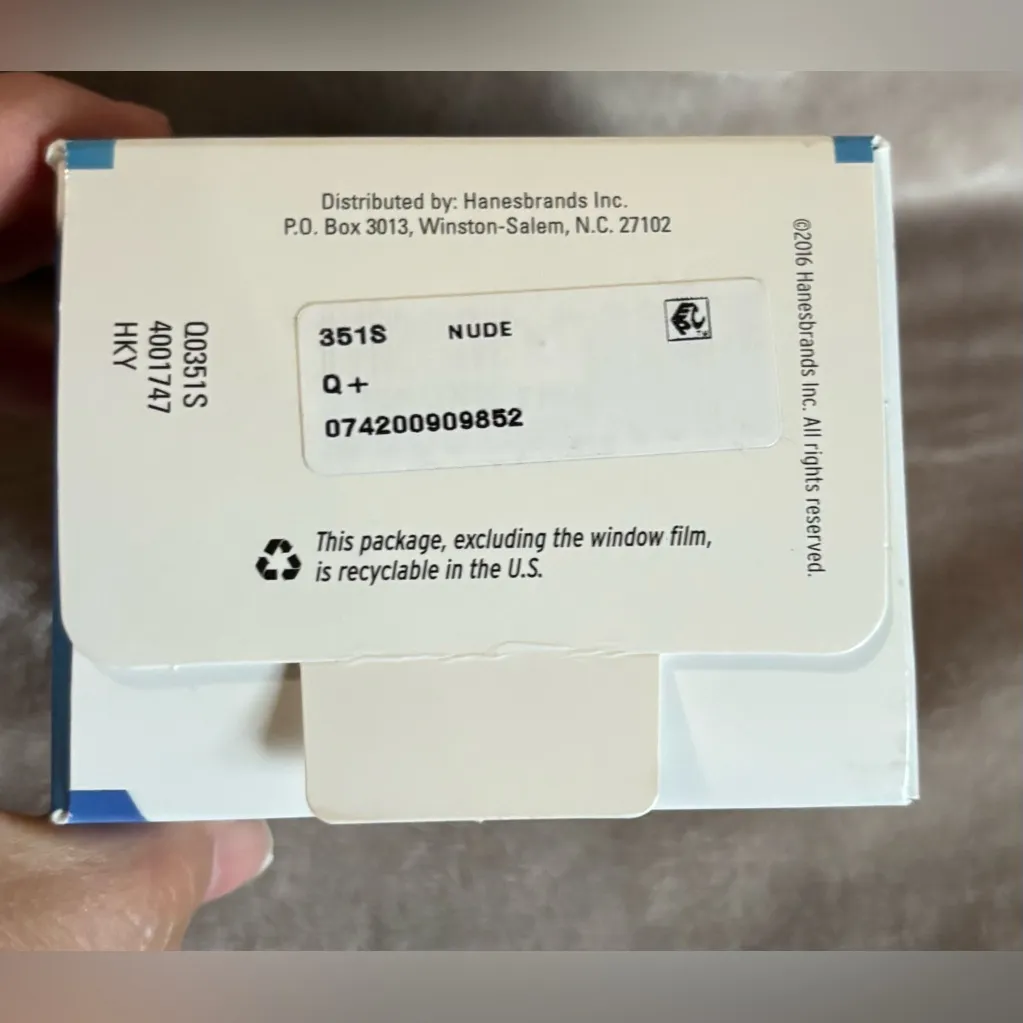 Distributed by: Hanesbrands Inc.
P.O. Box 3013, Winston-Salem, N.C. 27102
351S NUDE
Q+
074200909852
This package, excluding the window film,
is recyclable in the U.S.
Q0351S
4001747
HKY
©2016 Hanesbrands Inc. All rights reserved.